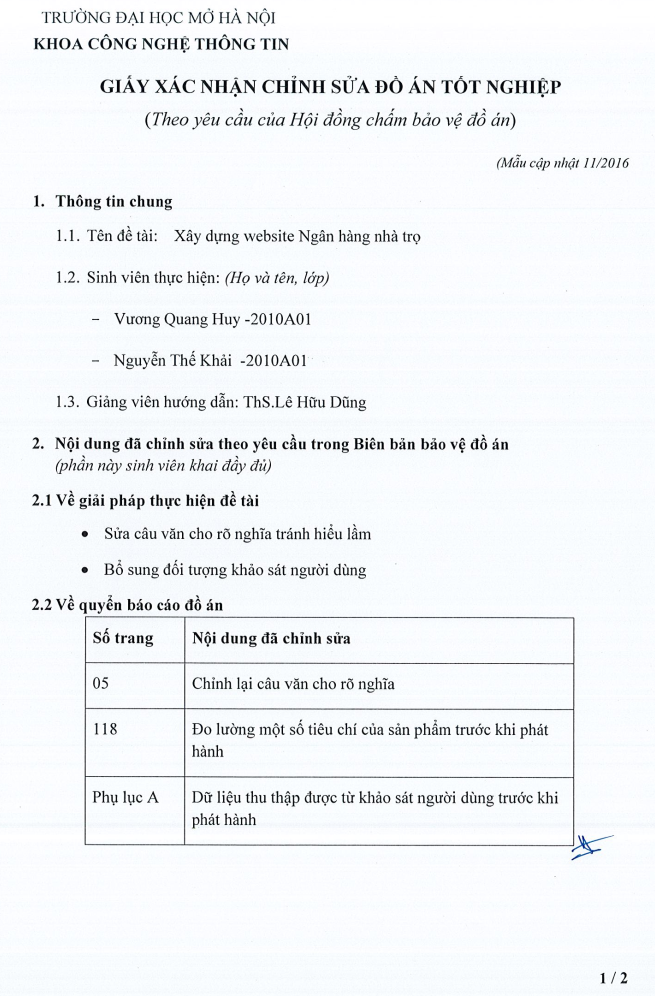 TRƯỜNG ĐẠI HỌC MỞ HÀ NỘI
KHOA CÔNG NGHỆ THÔNG TIN
GIẤY XÁC NHẬN CHỈNH SỬA ĐỒ ÁN TỐT NGHIỆP
(Theo yêu cầu của Hội đồng chấm bảo vệ đồ án)
(Mẫu cập nhật 11/2016
1. Thông tin chung
1.1. Tên đề tài: Xây dựng website Ngân hàng nhà trọ
1.2. Sinh viên thực hiện: (Họ và tên, lớp)
– Vương Quang Huy -2010A01
– Nguyễn Thế Khải -2010A01
1.3. Giảng viên hướng dẫn: ThS.Lê Hữu Dũng
2. Nội dung đã chỉnh sửa theo yêu cầu trong Biên bản bảo vệ đồ án
(phần này sinh viên khai đầy đủ)
2.1 Về giải pháp thực hiện đề tài
• Sửa câu văn cho rõ nghĩa tránh hiểu lầm
• Bổ sung đối tượng khảo sát người dùng
2.2 Về quyển báo cáo đồ án
Số trang Nội dung đã chỉnh sửa
05 Chỉnh lại câu văn cho rõ nghĩa
118 Đo lường một số tiêu chí của sản phẩm trước khi phát
hành
Phụ lục A Dữ liệu thu thập được từ khảo sát người dùng trước khi
phát hành
1 / 2